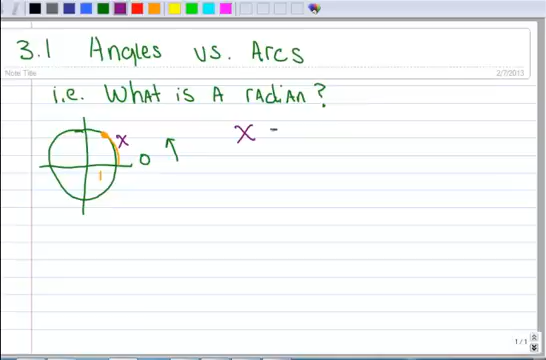 3.1 Angles vs. Arcs
Note Title
2/7/2013
i.e. What is A radian?
x
0
1
x -
1 / 1